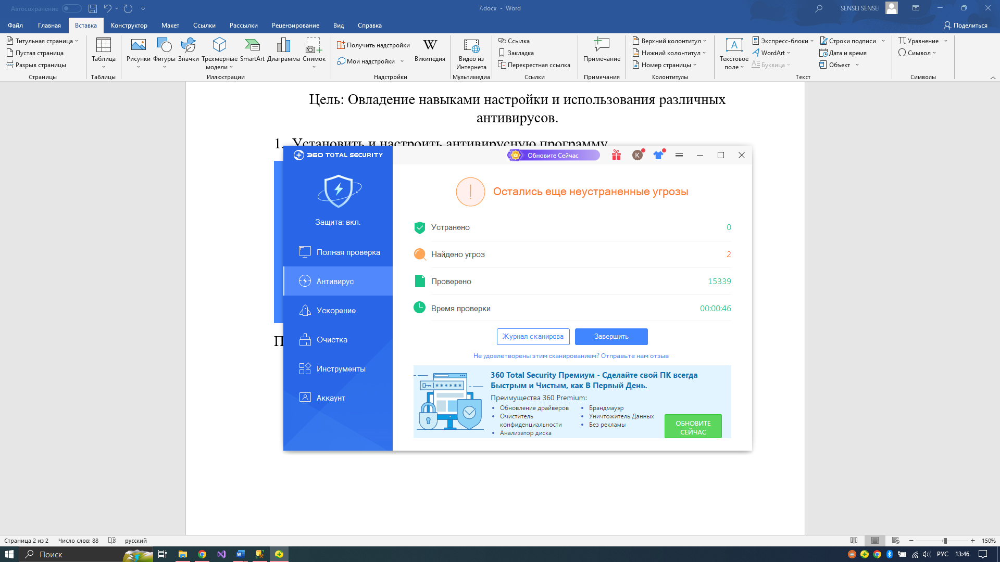 Автосохранение
7.docx - Word
SENSEI SENSEI
Файл Главная Вставка Конструктор Макет Ссылки Рассылки Рецензирование Вид Справка
Поделиться
Титульная страница
Пустая страница
Разрыв страницы
Страницы
Таблица
Таблицы
Рисунки
Фигуры
Значки
Трехмерные модели
SmartArt
Диаграмма
Снимок
Иллюстрации
Получить надстройки
Мои надстройки
W
Википедия
Надстройки
Видео из Интернета
Мультимедиа
Ссылка
Закладка
Перекрестная ссылка
Ссылки
Примечание
Примечания
Верхний колонтитул
Нижний колонтитул
Номер страницы
Колонтитулы
Текстовое поле
Экспресс-блоки
WordArt
Буквица
Строки подписи
Дата и время
Объект
Текст
Уравнение
Символ
Символы
Цель: Овладение навыками настройки и использования различных
антивирусов.
1. Установить и настроить антивирусную программу
П
360 TOTAL SECURITY
Обновите Сейчас
K
Защита: вкл.
Полная проверка
Антивирус
Ускорение
Очистка
Инструменты
Аккаунт
Остались еще неустраненные угрозы
Устранено 0
Найдено угроз 2
Проверено 15339
Время проверки 00:00:46
Журнал сканирова
Завершить
Не удовлетворены этим сканированием? Отправьте нам отзыв
360 Total Security Премиум - Сделайте свой ПК всегда
Быстрым и Чистым, как В Первый День.
Преимущества 360 Premium:
• Обновление драйверов
• Очиститель
конфиденциальности
• Анализатор диска
• Брандмауэр
• Уничтожитель Данных
• Без рекламы
ОБНОВИТЕ
СЕЙЧАС
Страница 2 из 2
Число слов: 88
русский
150%
Поиск
РУС
13:46